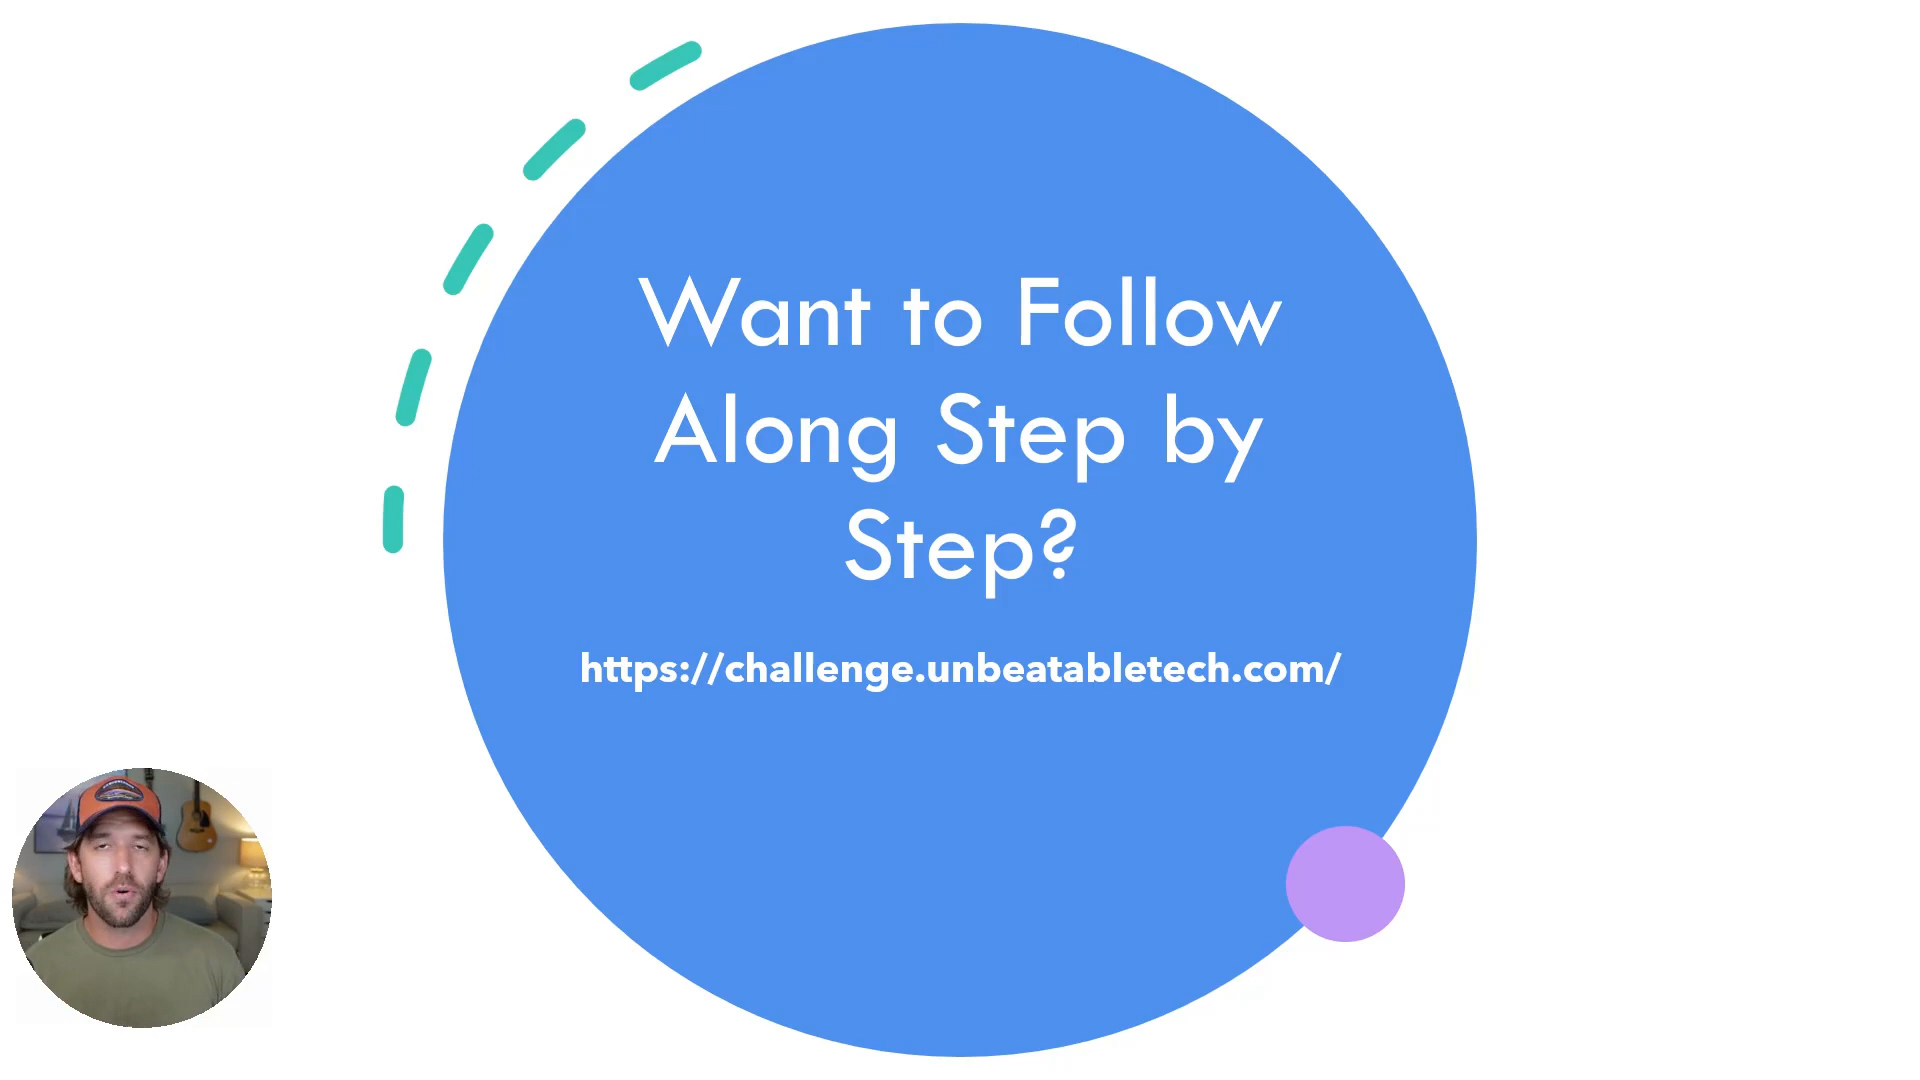 Want to Follow
Along Step by
Step?
https://challenge.unbeatabletech.com/